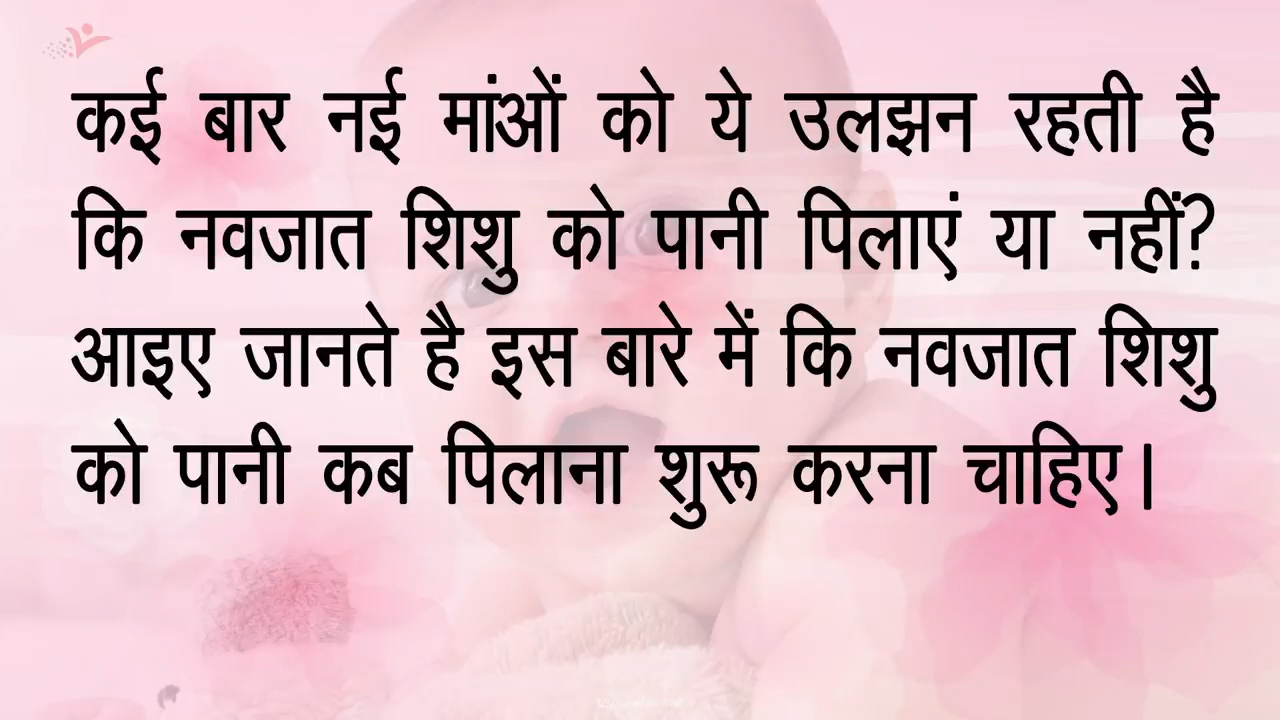 कई बार नई मांओं को ये उलझन रहती है
कि नवजात शिशु को पानी पिलाएं या नहीं?
आइए जानते है इस बारे में कि नवजात शिशु
को पानी कब पिलाना शुरू करना चाहिए।